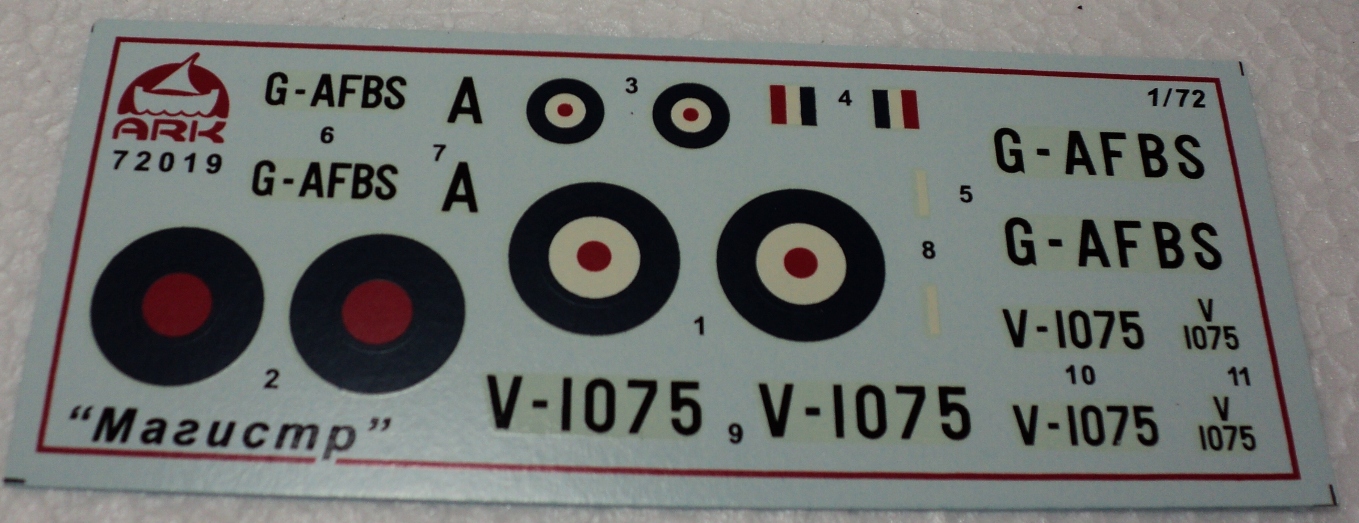 ARK
72019
G-AFBS
6
G-AFBS
A
7
A
3
4
1/72
G-AFBS
5
G-AFBS
8
1
2
V-1075
9
V-1075
V-1075
10
V-1075
V
1075
11
V
1075
"Магистр"